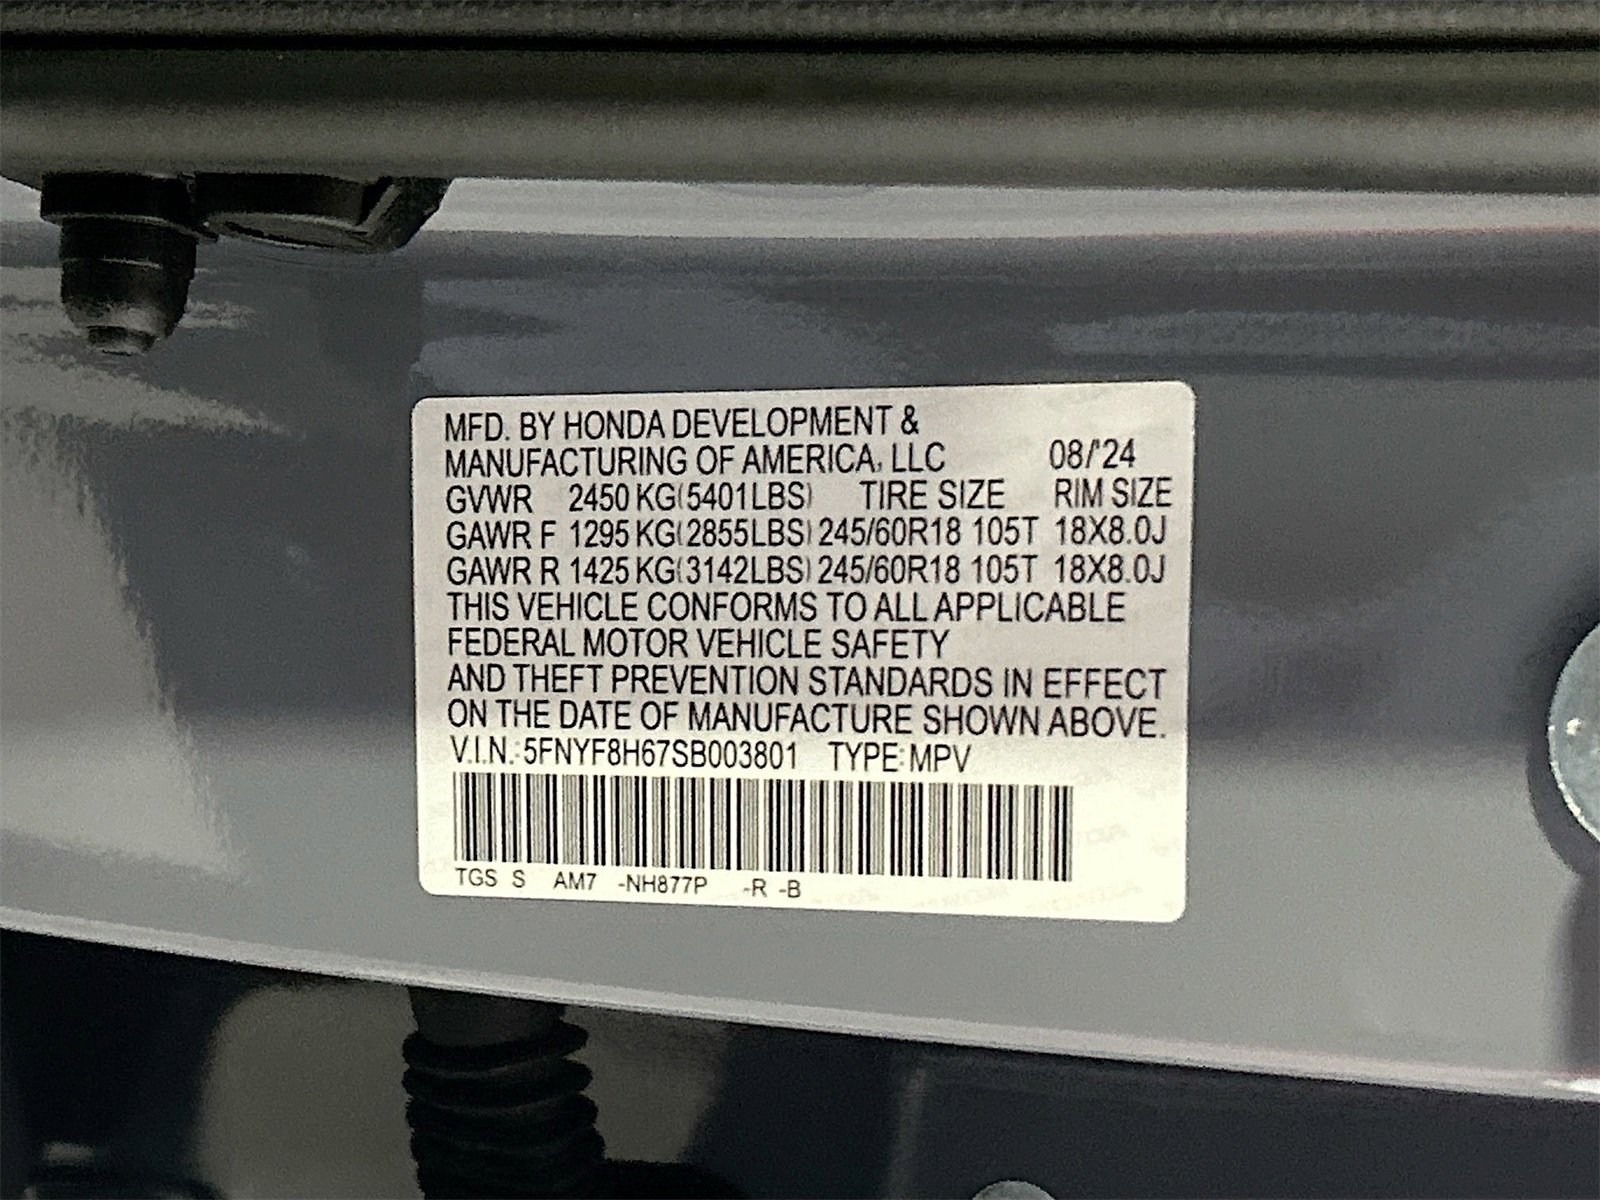 MFD. BY HONDA DEVELOPMENT &
MANUFACTURING OF AMERICA, LLC 08/'24
GVWR 2450 KG(5401LBS) TIRE SIZE RIM SIZE
GAWR F 1295 KG(2855LBS) 245/60R18 105T 18X8.0J
GAWR R 1425 KG(3142LBS) 245/60R18 105T 18X8.0J
THIS VEHICLE CONFORMS TO ALL APPLICABLE
FEDERAL MOTOR VEHICLE SAFETY
AND THEFT PREVENTION STANDARDS IN EFFECT
ON THE DATE OF MANUFACTURE SHOWN ABOVE.
V.I.N.:5FNYF8H67SB003801 TYPE:MPV
TGS S AM7 -NH877P -R -B